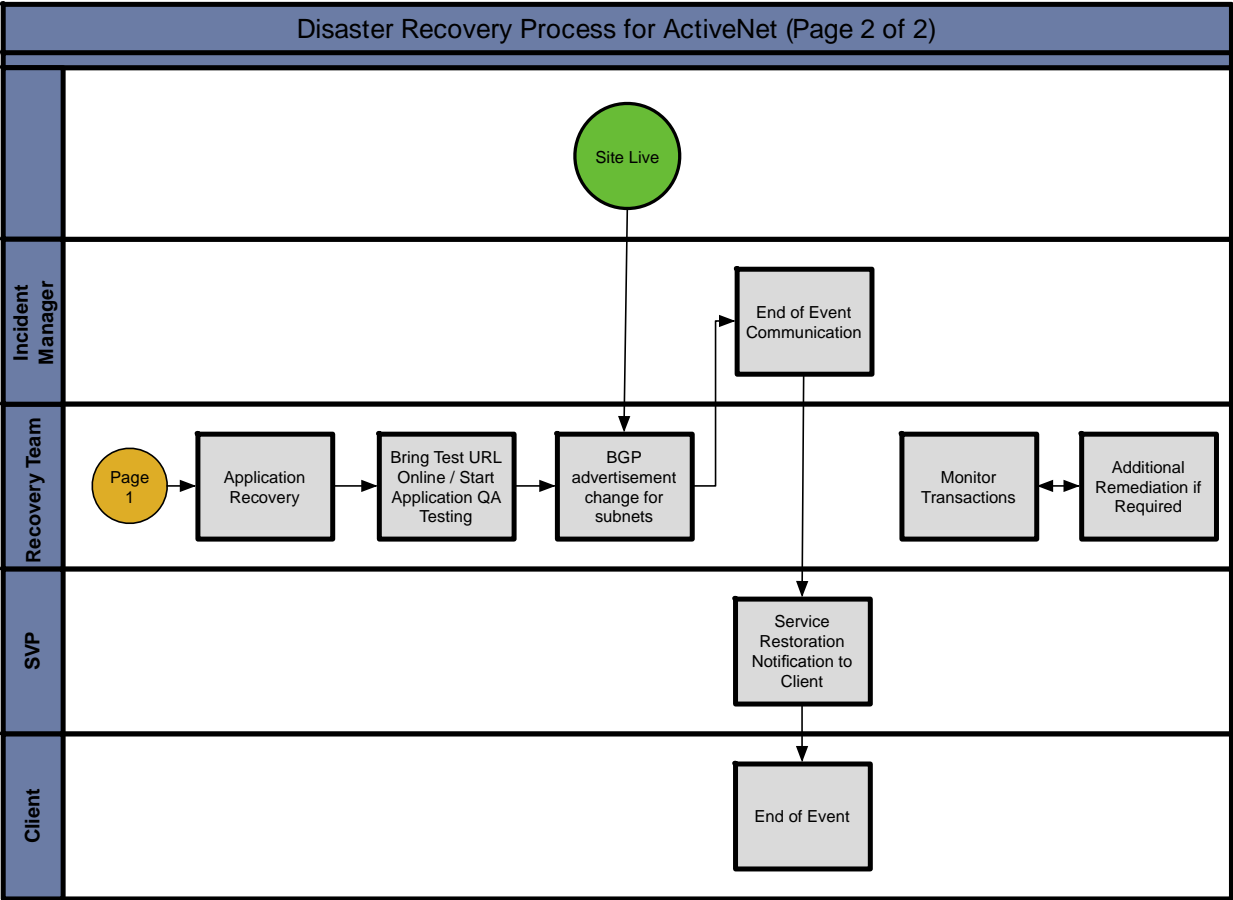 Disaster Recovery Process for ActiveNet (Page 2 of 2)
Site Live
Incident
Manager
End of Event
Communication
Recovery Team
Page
1
Application
Recovery
Bring Test URL
Online / Start
Application QA
Testing
BGP
advertisement
change for
subnets
Monitor
Transactions
Additional
Remediation if
Required
SVP
Service
Restoration
Notification to
Client
Client
End of Event